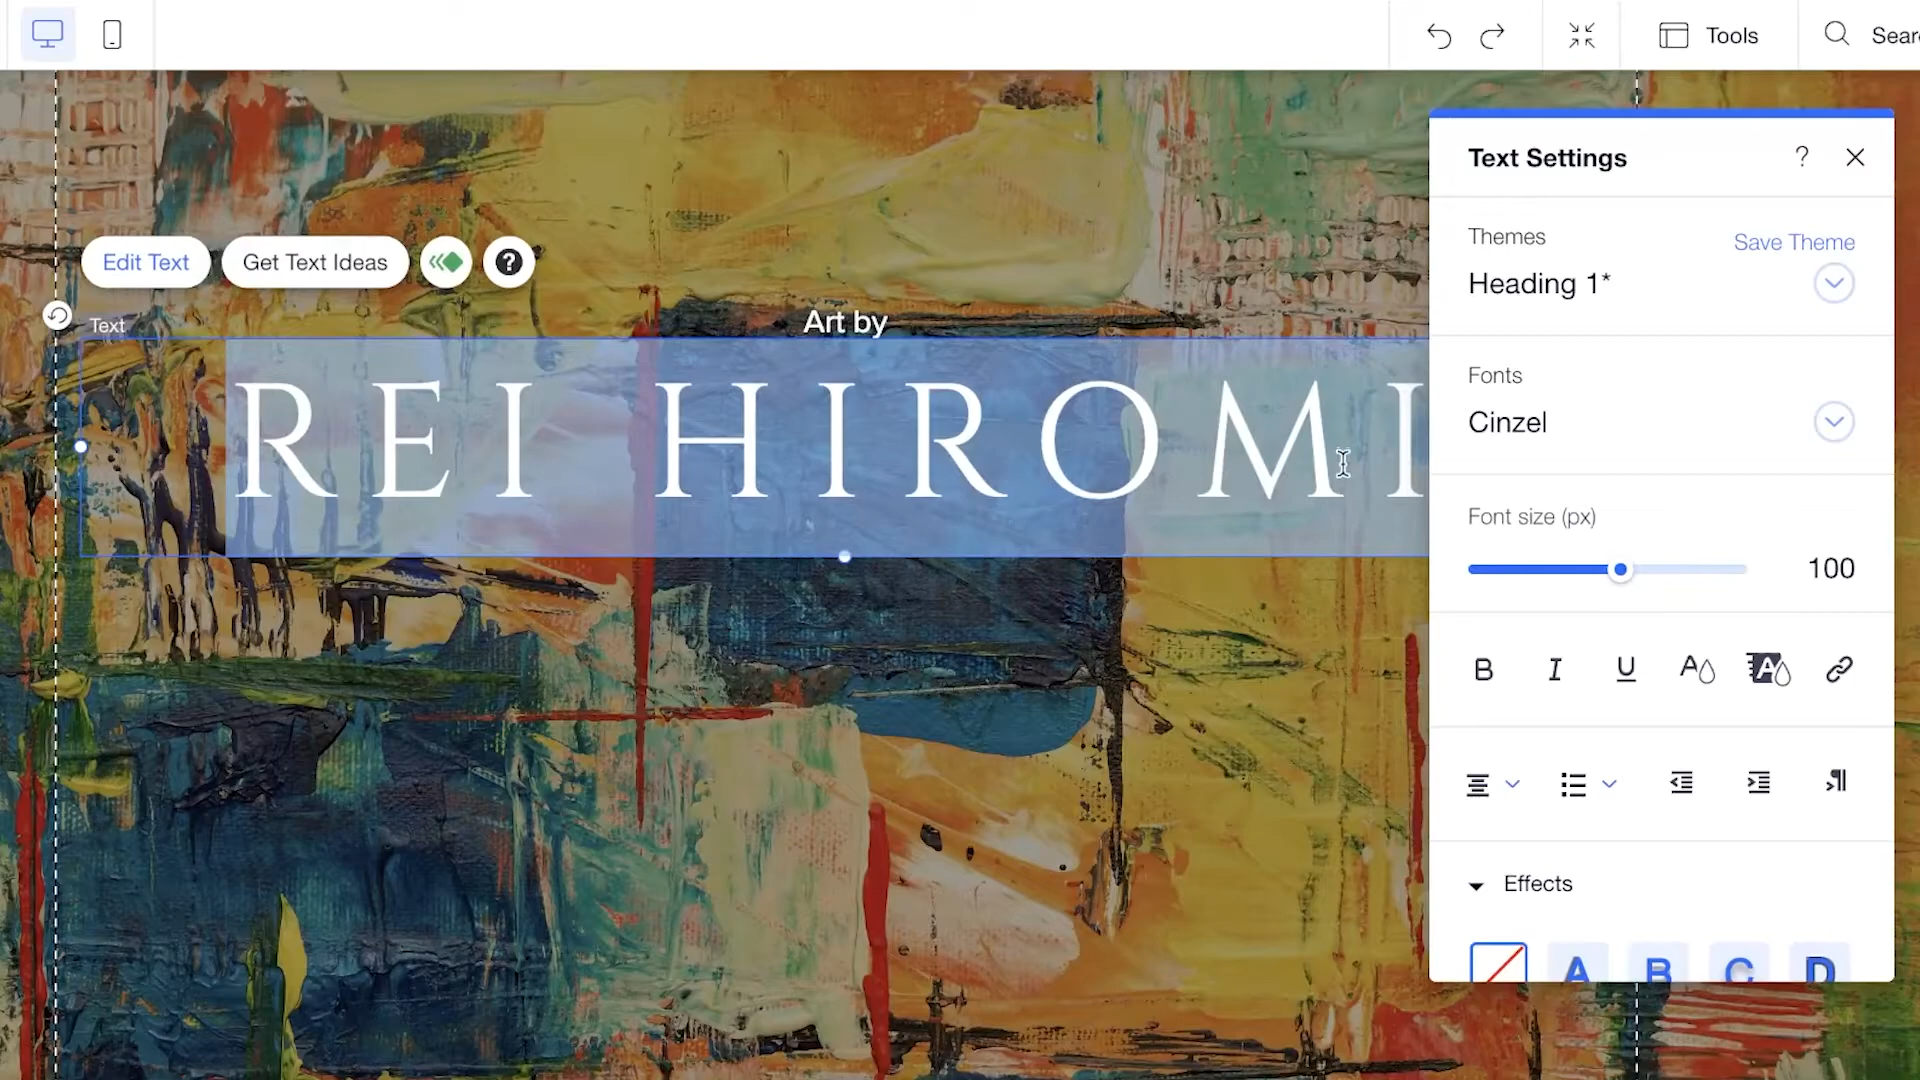 Tools
Sear
Text Settings
?
Themes
Save Theme
Heading 1*
Edit Text
Get Text Ideas
?
Text
Art by
REI HIROMI
Fonts
Cinzel
Font size (px)
100
B I U A A
Effects
A B C D